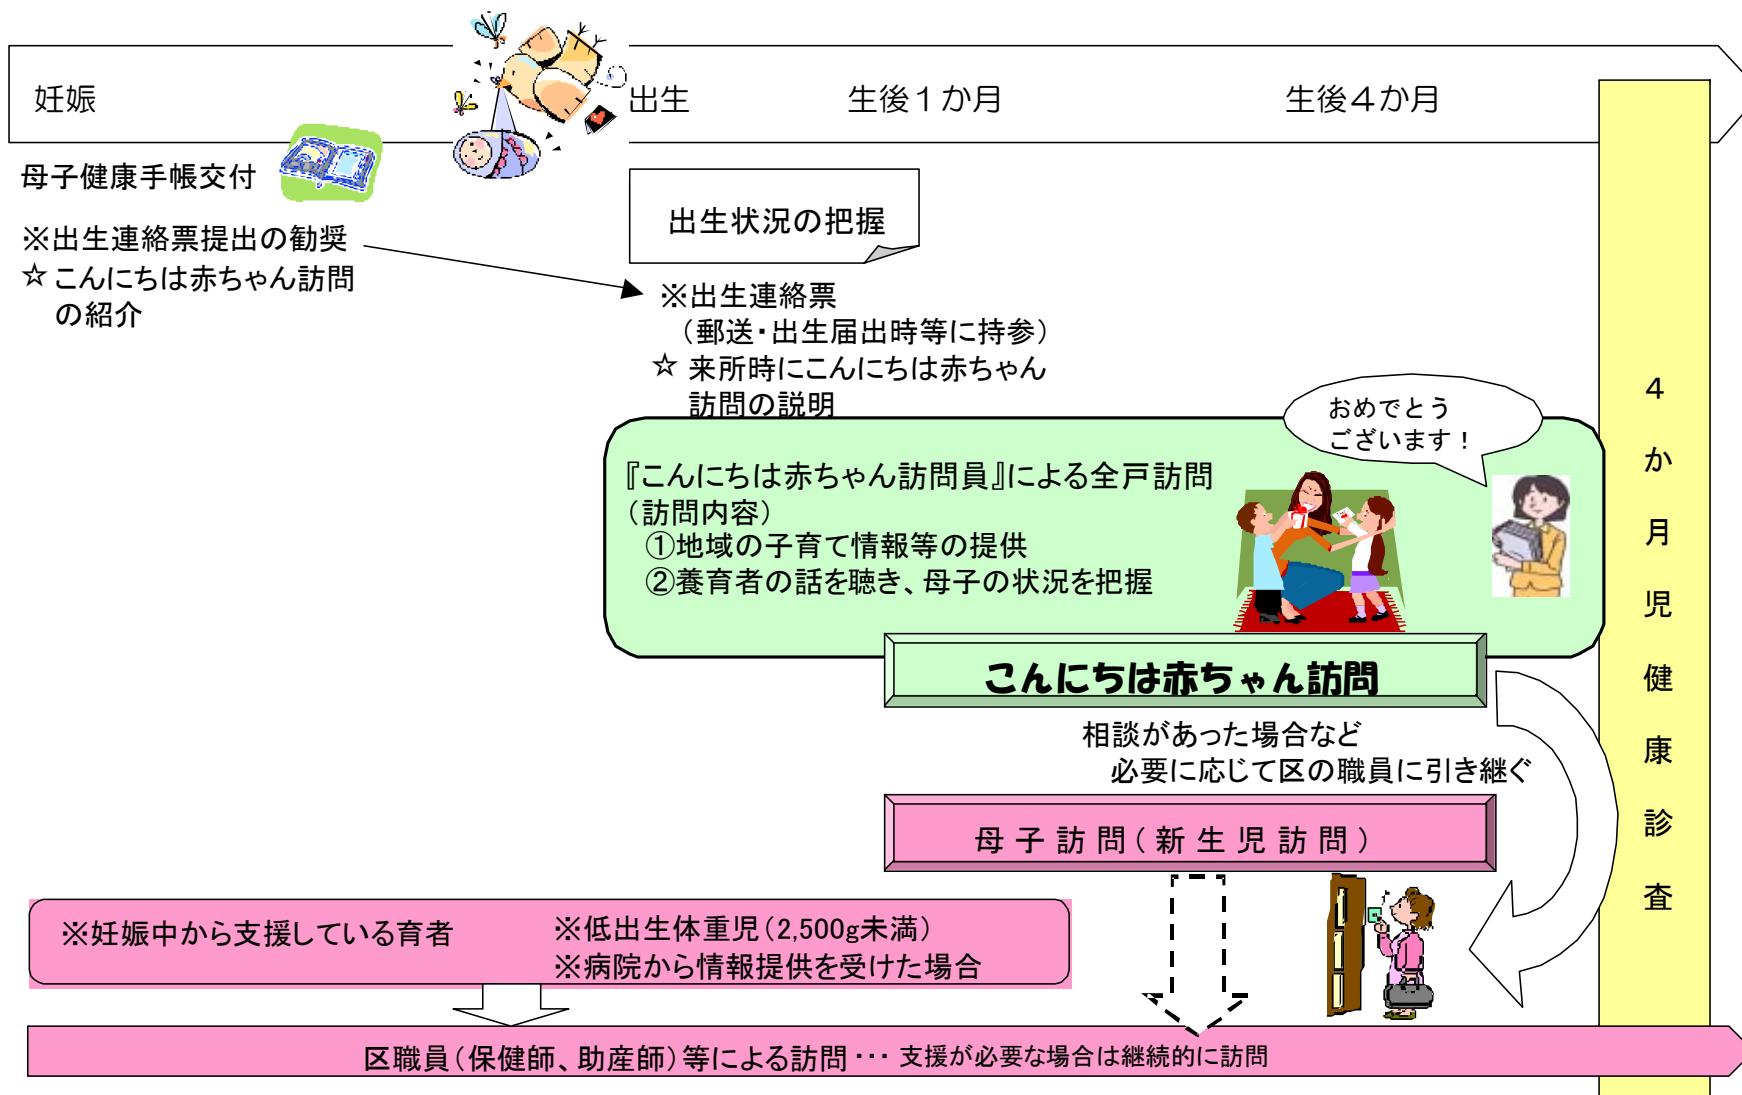 妊娠
出生
生後１か月
生後４か月
母子健康手帳交付
※出生連絡票提出の勧奨
☆こんにちは赤ちゃん訪問
の紹介
出生状況の把握
※出生連絡票
（郵送・出生届出時等に持参）
☆ 来所時にこんにちは赤ちゃん
訪問の説明
おめでとう
ございます！
『こんにちは赤ちゃん訪問員』による全戸訪問
（訪問内容）
①地域の子育て情報等の提供
②養育者の話を聴き、母子の状況を把握
こんにちは赤ちゃん訪問
相談があった場合など
必要に応じて区の職員に引き継ぐ
母子訪問（新生児訪問）
※妊娠中から支援している育者
※低出生体重児（2,500g未満）
※病院から情報提供を受けた場合
区職員（保健師、助産師）等による訪問・・・ 支援が必要な場合は継続的に訪問
４か月児健康診査